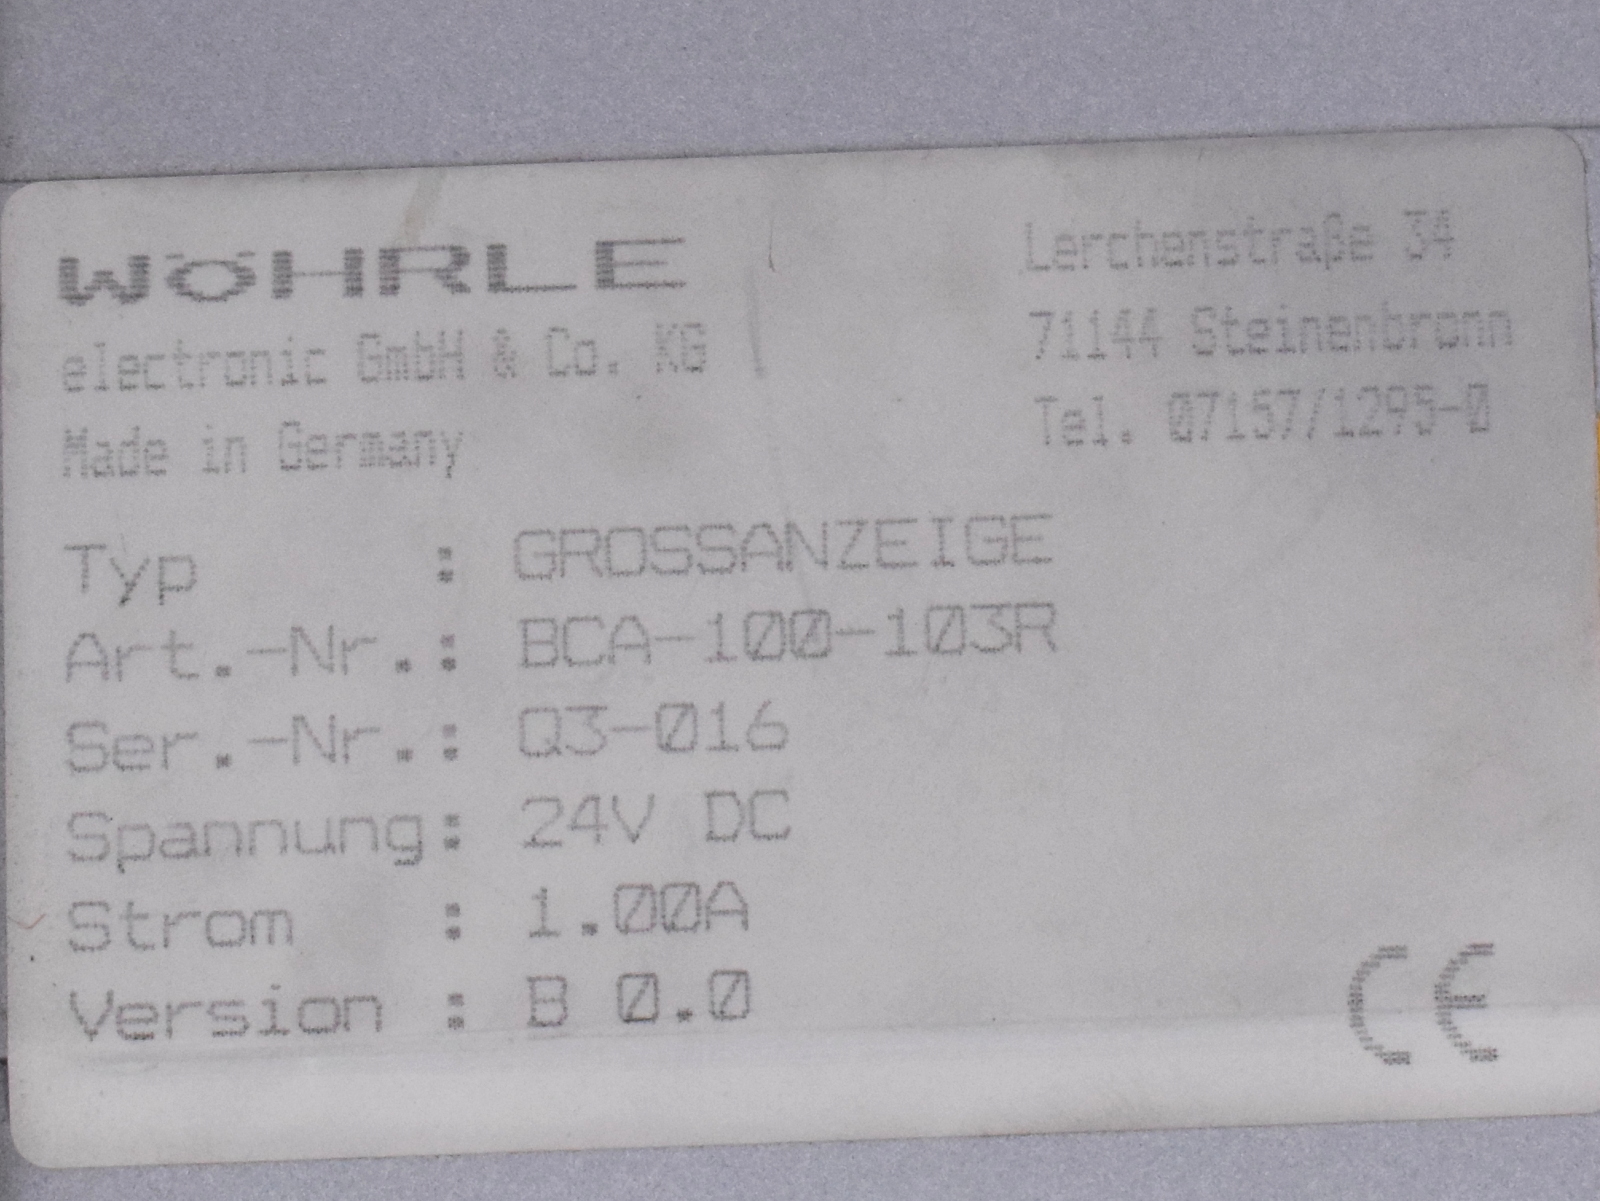 WÖHRLE
electronic GmbH & Co. KG
Made in Germany
Lerchenstraße 34
71144 Steinenbronn
Tel. 07157/1295-0
Typ : GROSSANZEIGE
Art.-Nr.: BCA-100-103R
Ser.-Nr.: Q3-016
Spannung: 24V DC
Strom : 1.00A
Version : B 0.0
CE